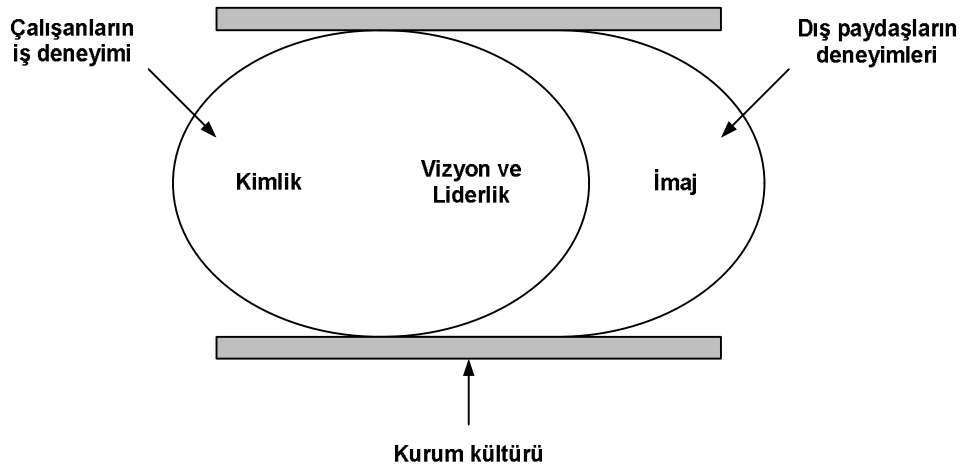 Çalışanların
iş deneyimi
Dış paydaşların
deneyimleri
Kimlik
Vizyon ve
Liderlik
İmaj
Kurum kültürü